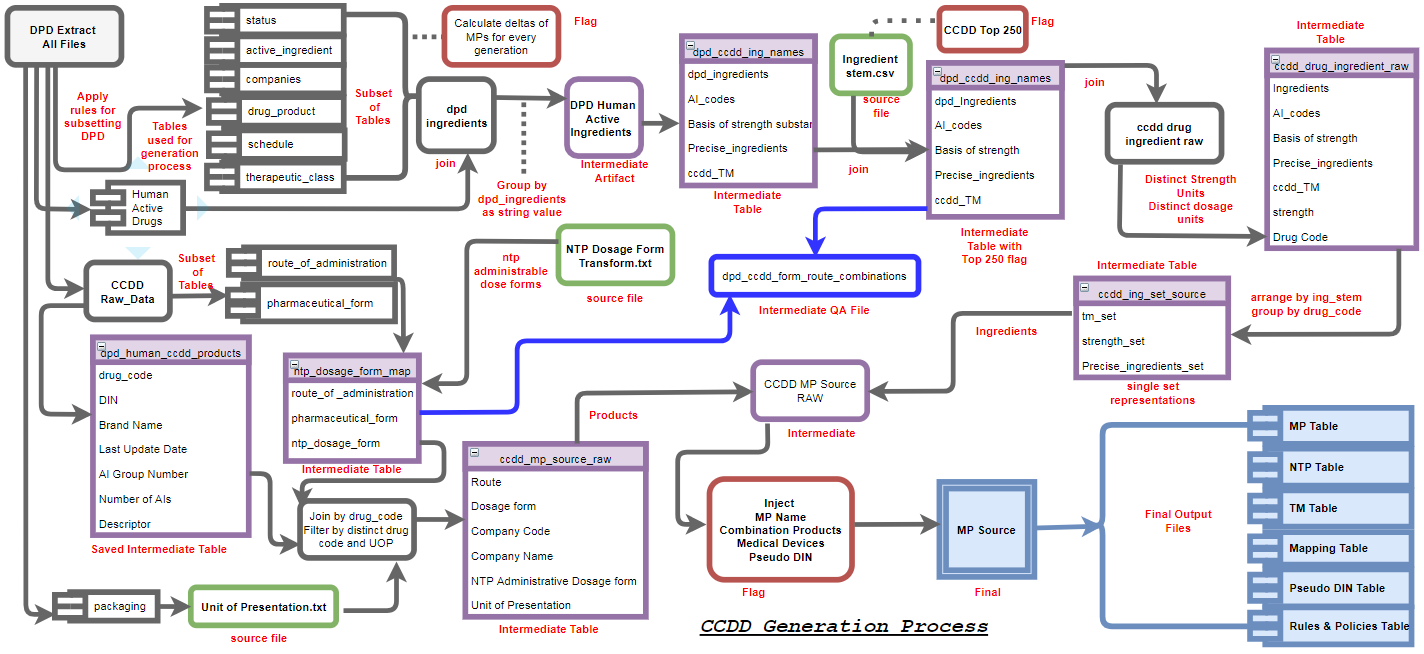 DPD Extract
All Files
status
active_ingredient
companies
drug_product
schedule
therapeutic_class
Apply
rules for
subsetting
DPD
Tables
used for
generation
process
Subset
of
Tables
Calculate deltas of
MPs for every
generation
Flag
dpd
ingredients
join
Group by
dpd_ingredients
as string value
DPD Human
Active
Ingredients
Intermediate
Artifact
dpd_ccdd_ing_names
dpd_ingredients
AI_codes
Basis of strength substar
Precise_ingredients
ccdd_TM
Intermediate
Table
Ingredient
stem.csv
source
file
join
CCDD Top 250
Flag
dpd_ccdd_ing_names
dpd_Ingredients
AI_codes
Basis of strength
Precise_ingredients
ccdd_TM
Intermediate
Table with
Top 250 flag
join
ccdd drug
ingredient raw
Distinct Strength
Units
Distinct dosage
units
Intermediate
Table
ccdd_drug_ingredient_raw
Ingredients
AI_codes
Basis of strength
Precise_ingredients
ccdd_TM
strength
Drug Code
Human
Active
Drugs
CCDD
Raw_Data
Subset
of
Tables
route_of_administration
pharmaceutical_form
ntp
administrable
dose forms
NTP Dosage Form
Transform.txt
source file
dpd_ccdd_form_route_combinations
Intermediate QA File
Intermediate Table
ccdd_ing_set_source
tm_set
strength_set
Precise_ingredients_set
single set
representations
arrange by ing_stem
group by drug_code
Ingredients
dpd_human_ccdd_products
drug_code
DIN
Brand Name
Last Update Date
AI Group Number
Number of AIs
Descriptor
Saved Intermediate Table
ntp_dosage_form_map
route_of _administration
pharmaceutical_form
ntp_dosage_form
Intermediate Table
CCDD MP Source
RAW
Intermediate
Products
ccdd_mp_source_raw
Route
Dosage form
Company Code
Company Name
NTP Administrative Dosage form
Unit of Presentation
Intermediate Table
Join by drug_code
Filter by distinct drug
code and UOP
packaging
Unit of Presentation.txt
source file
Inject
MP Name
Combination Products
Medical Devices
Pseudo DIN
Flag
MP Source
Final
Final Output
Files
MP Table
NTP Table
TM Table
Mapping Table
Pseudo DIN Table
Rules & Policies Table
CCDD Generation Process